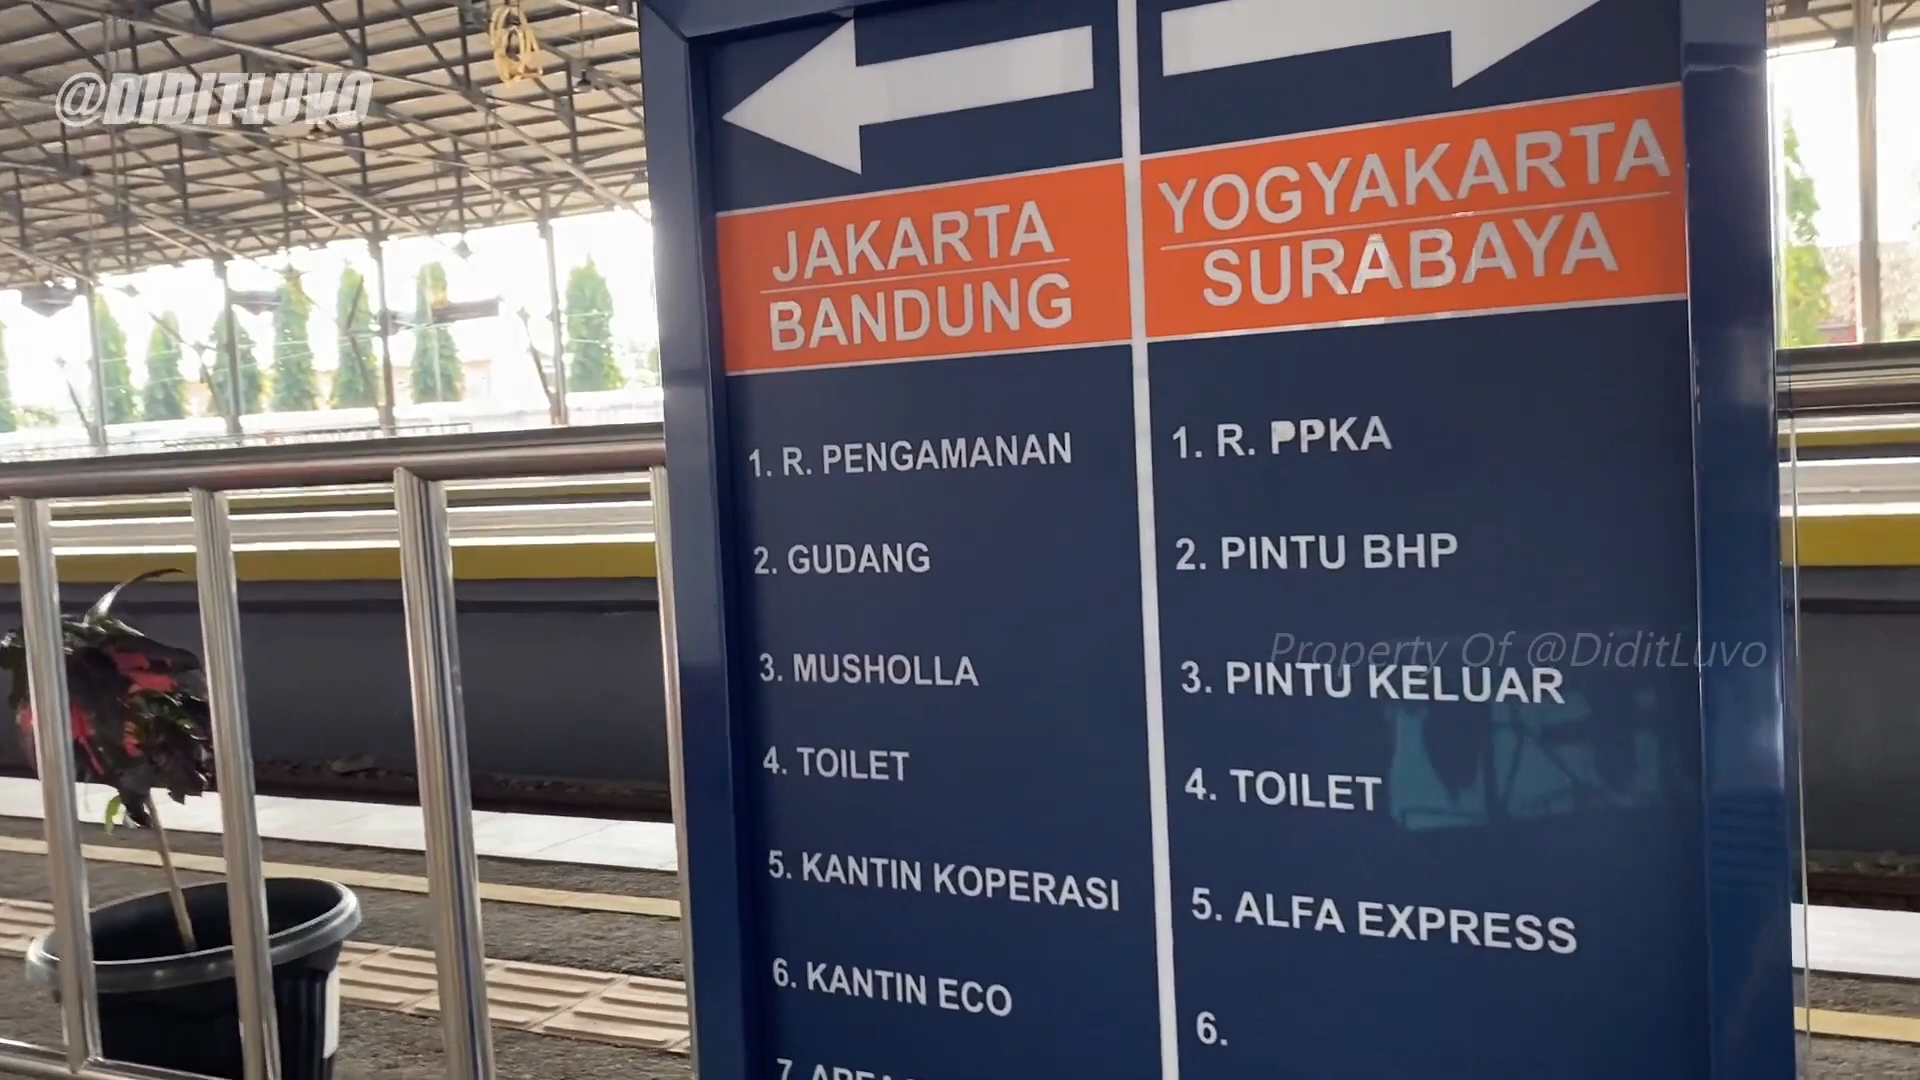 @DIDITLUVO
JAKARTA
BANDUNG
1. R. PENGAMANAN
2. GUDANG
3. MUSHOLLA
4. TOILET
5. KANTIN KOPERASI
6. KANTIN ECO
7.
YOGYAKARTA
SURABAYA
1. R. PPKA
2. PINTU BHP
3. PINTU KELUAR
4. TOILET
5. ALFA EXPRESS
6.
Property Of @DiditLuvo